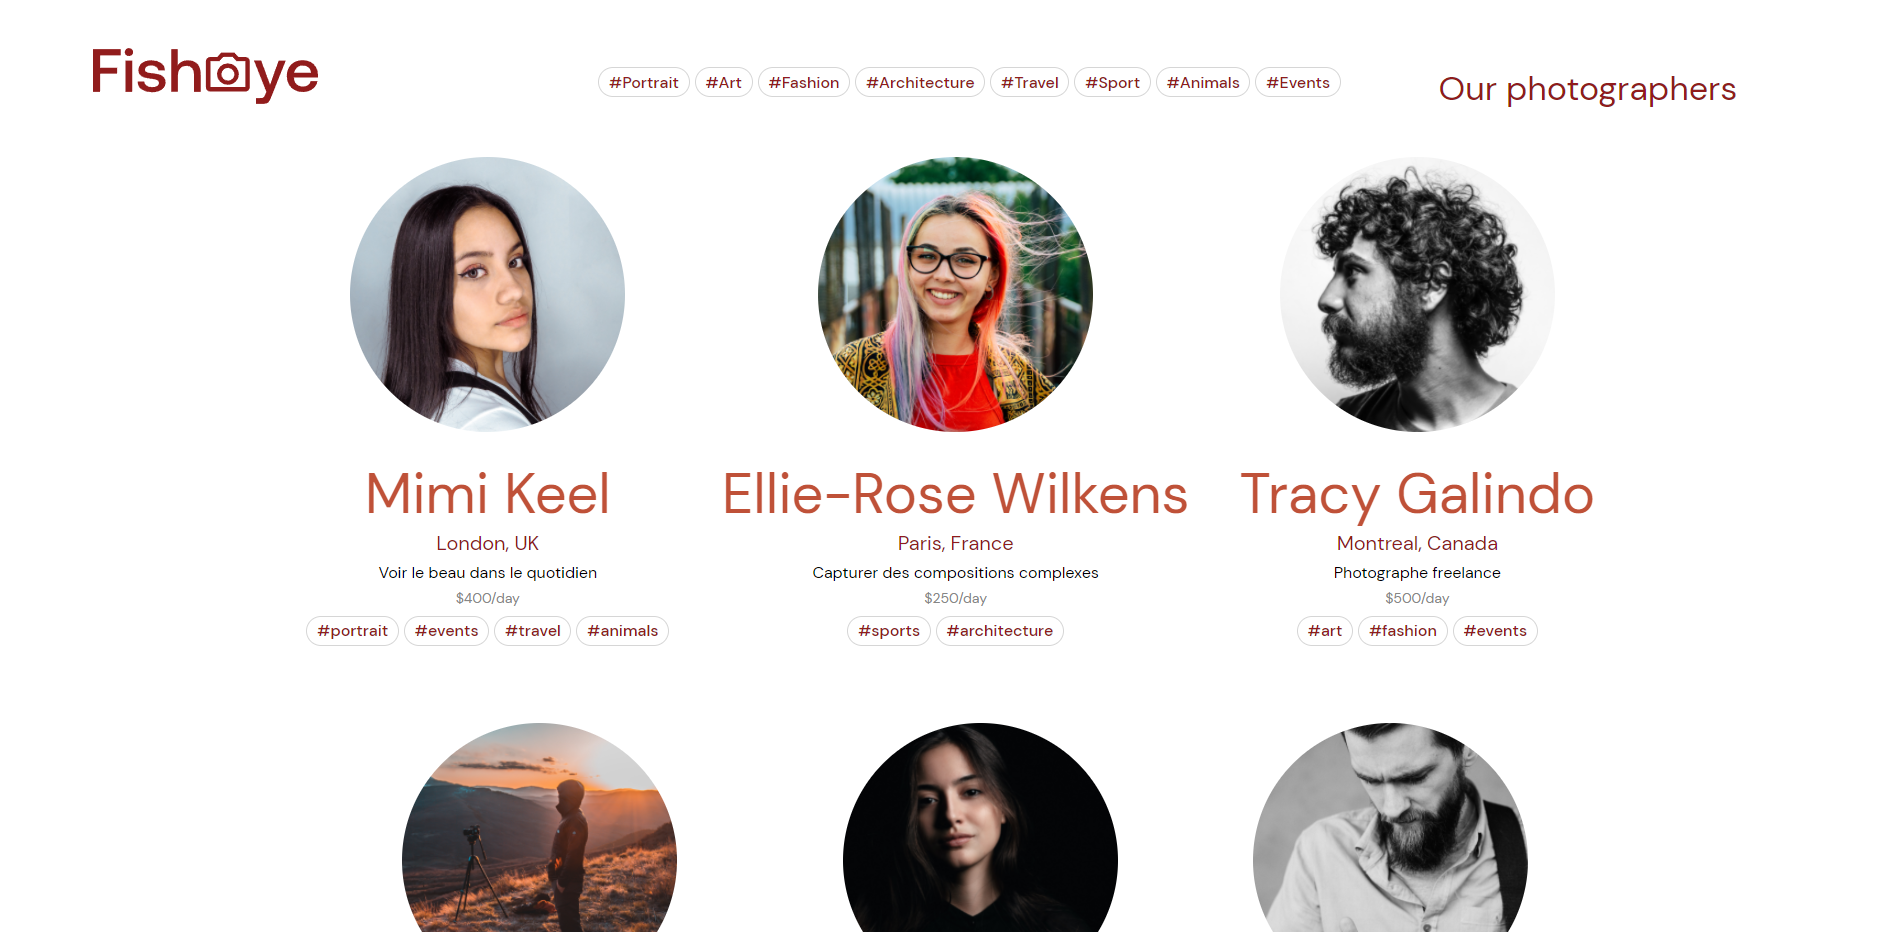 Fisheye
#Portrait #Art #Fashion #Architecture #Travel #Sport #Animals #Events
Our photographers
Mimi Keel
London, UK
Voir le beau dans le quotidien
$400/day
#portrait #events #travel #animals
Ellie-Rose Wilkens
Paris, France
Capturer des compositions complexes
$250/day
#sports #architecture
Tracy Galindo
Montreal, Canada
Photographe freelance
$500/day
#art #fashion #events